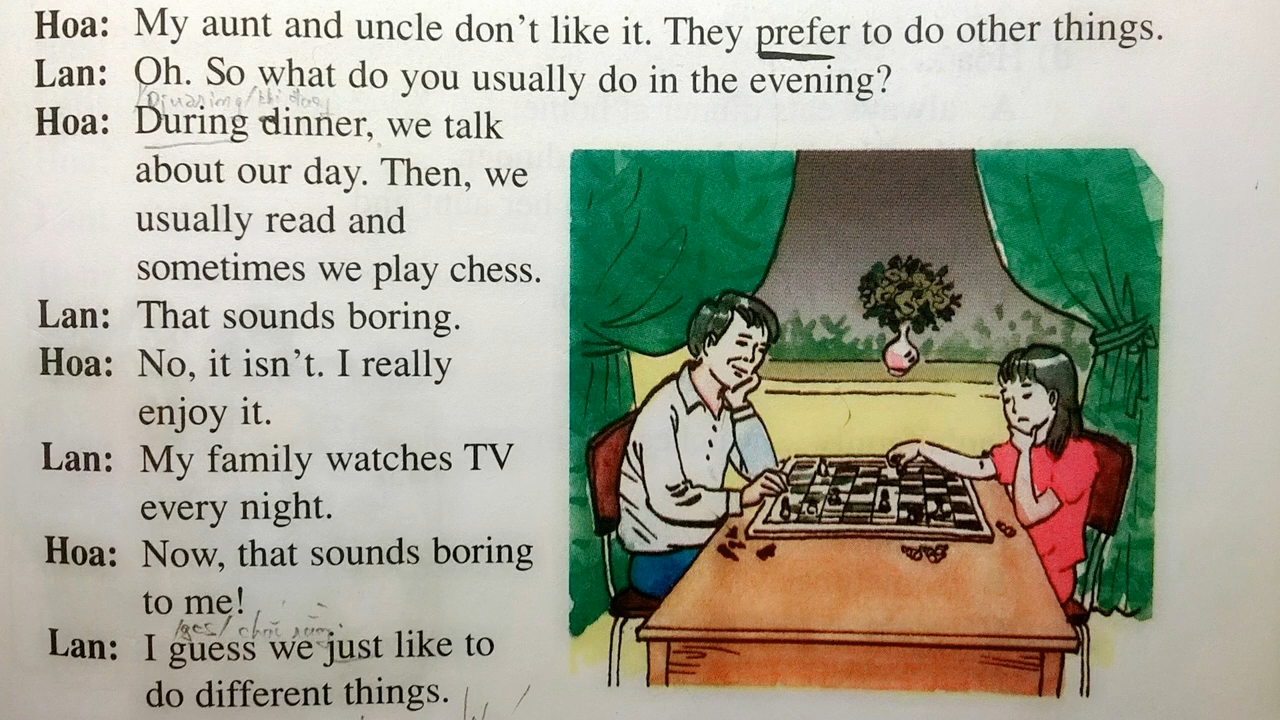 Hoa: My aunt and uncle don't like it. They prefer to do other things.
Lan: Oh. So what do you usually do in the evening?
Hoa: During dinner, we talk
about our day. Then, we
usually read and
sometimes we play chess.
Lan: That sounds boring.
Hoa: No, it isn't. I really
enjoy it.
Lan: My family watches TV
every night.
Hoa: Now, that sounds boring
to me!
Lan: I guess we just like to
do different things.